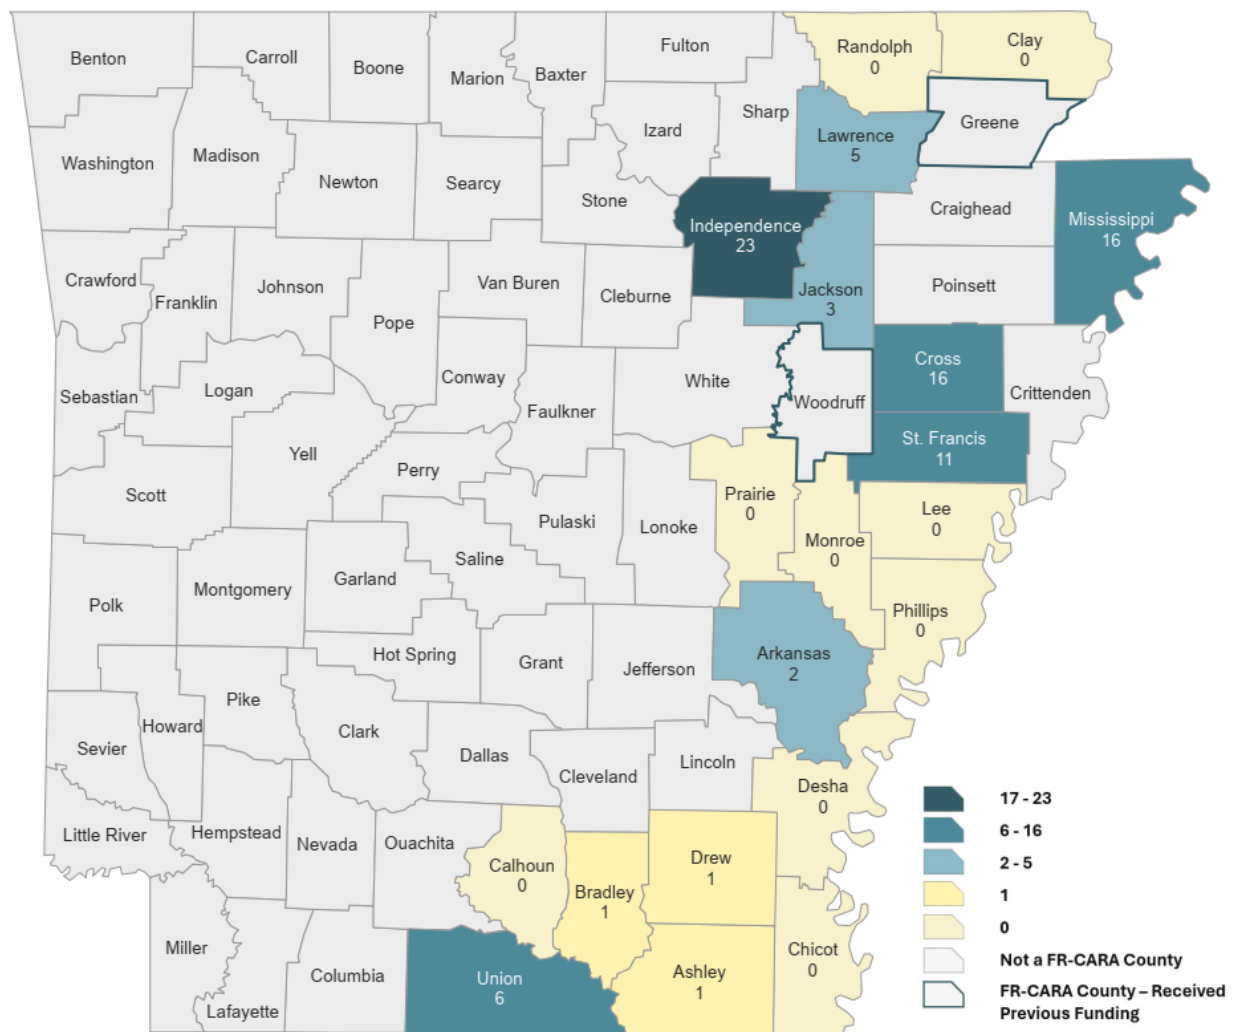 Benton
Carroll
Boone
Marion
Baxter
Fulton
Randolph
0
Clay
0
Sharp
Izard
Greene
Lawrence
5
Washington
Madison
Newton
Searcy
Stone
Independence
23
Craighead
Mississippi
16
Crawford
Franklin
Johnson
Pope
Van Buren
Cleburne
Jackson
3
Poinsett
Sebastian
Logan
Conway
Faulkner
White
Woodruff
Cross
16
Crittenden
St. Francis
11
Scott
Yell
Perry
Pulaski
Lonoke
Prairie
0
Monroe
0
Lee
0
Polk
Montgomery
Garland
Saline
Phillips
0
Hot Spring
Grant
Jefferson
Arkansas
2
Sevier
Howard
Pike
Clark
Dallas
Cleveland
Lincoln
Desha
0
Little River
Hempstead
Nevada
Ouachita
Calhoun
0
Bradley
1
Drew
1
Miller
Lafayette
Columbia
Union
6
Ashley
1
Chicot
0
17 - 23
6 - 16
2 - 5
1
0
Not a FR-CARA County
FR-CARA County – Received
Previous Funding